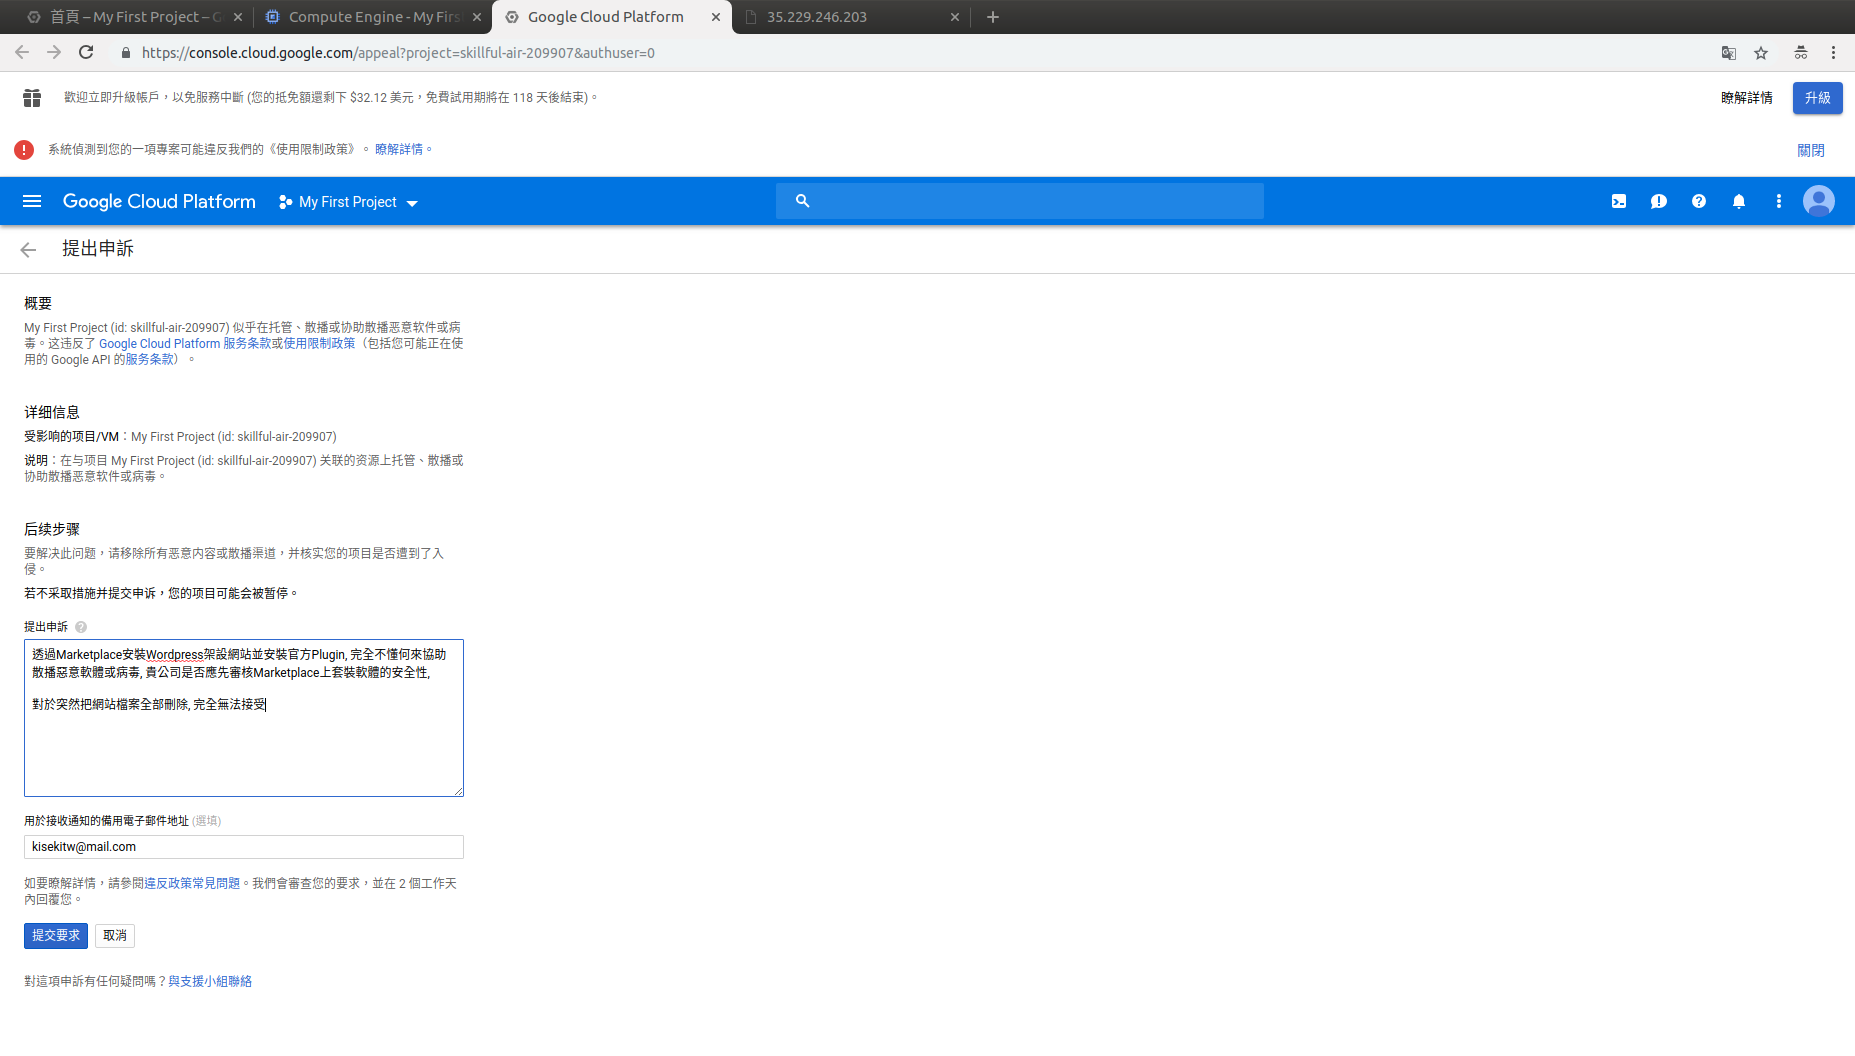 首頁 – My First Project – G
Compute Engine - My Firs
Google Cloud Platform
35.229.246.203
https://console.cloud.google.com/appeal?project=skillful-air-209907&authuser=0
歡迎立即升級帳戶，以免服務中斷 (您的抵免額還剩下 $32.12 美元，免費試用期將在 118 天後結束)。
瞭解詳情
升級
系統偵測到您的一項專案可能違反我們的《使用限制政策》。 瞭解詳情。
關閉
Google Cloud Platform
My First Project
提出申訴
概要
My First Project (id: skillful-air-209907) 似乎在托管、散播或协助散播恶意软件或病
毒。这违反了 Google Cloud Platform 服务条款或使用限制政策（包括您可能正在使
用的 Google API 的服务条款）。
详细信息
受影响的项目/VM：My First Project (id: skillful-air-209907)
说明：在与项目 My First Project (id: skillful-air-209907) 关联的资源上托管、散播或
协助散播恶意软件或病毒。
后续步骤
要解决此问题，请移除所有恶意内容或散播渠道，并核实您的项目是否遭到了入
侵。
若不采取措施并提交申诉，您的项目可能会被暂停。
提出申訴
透過Marketplace安裝Wordpress架設網站並安裝官方Plugin, 完全不懂何來協助
散播惡意軟體或病毒, 貴公司是否應先審核Marketplace上套裝軟體的安全性,
對於突然把網站檔案全部刪除, 完全無法接受
用於接收通知的備用電子郵件地址 (選填)
kisekitw@mail.com
如要瞭解詳情，請參閱違反政策常見問題。我們會審查您的要求，並在 2 個工作天
內回覆您。
提交要求
取消
對這項申訴有任何疑問嗎？與支援小組聯絡